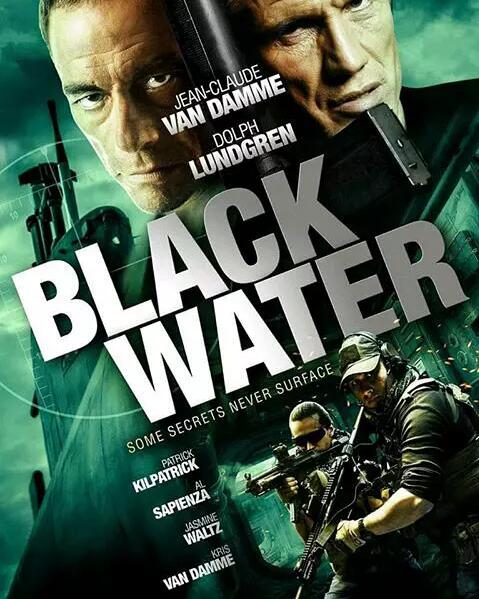 JEAN-CLAUDE
VAN DAMME
DOLPH
LUNDGREN
BLACK
WATER
SOME SECRETS NEVER SURFACE
PATRICK
KILPATRICK
AL
SAPIENZA
JASMINE
WALTZ
KRIS
VAN DAMME